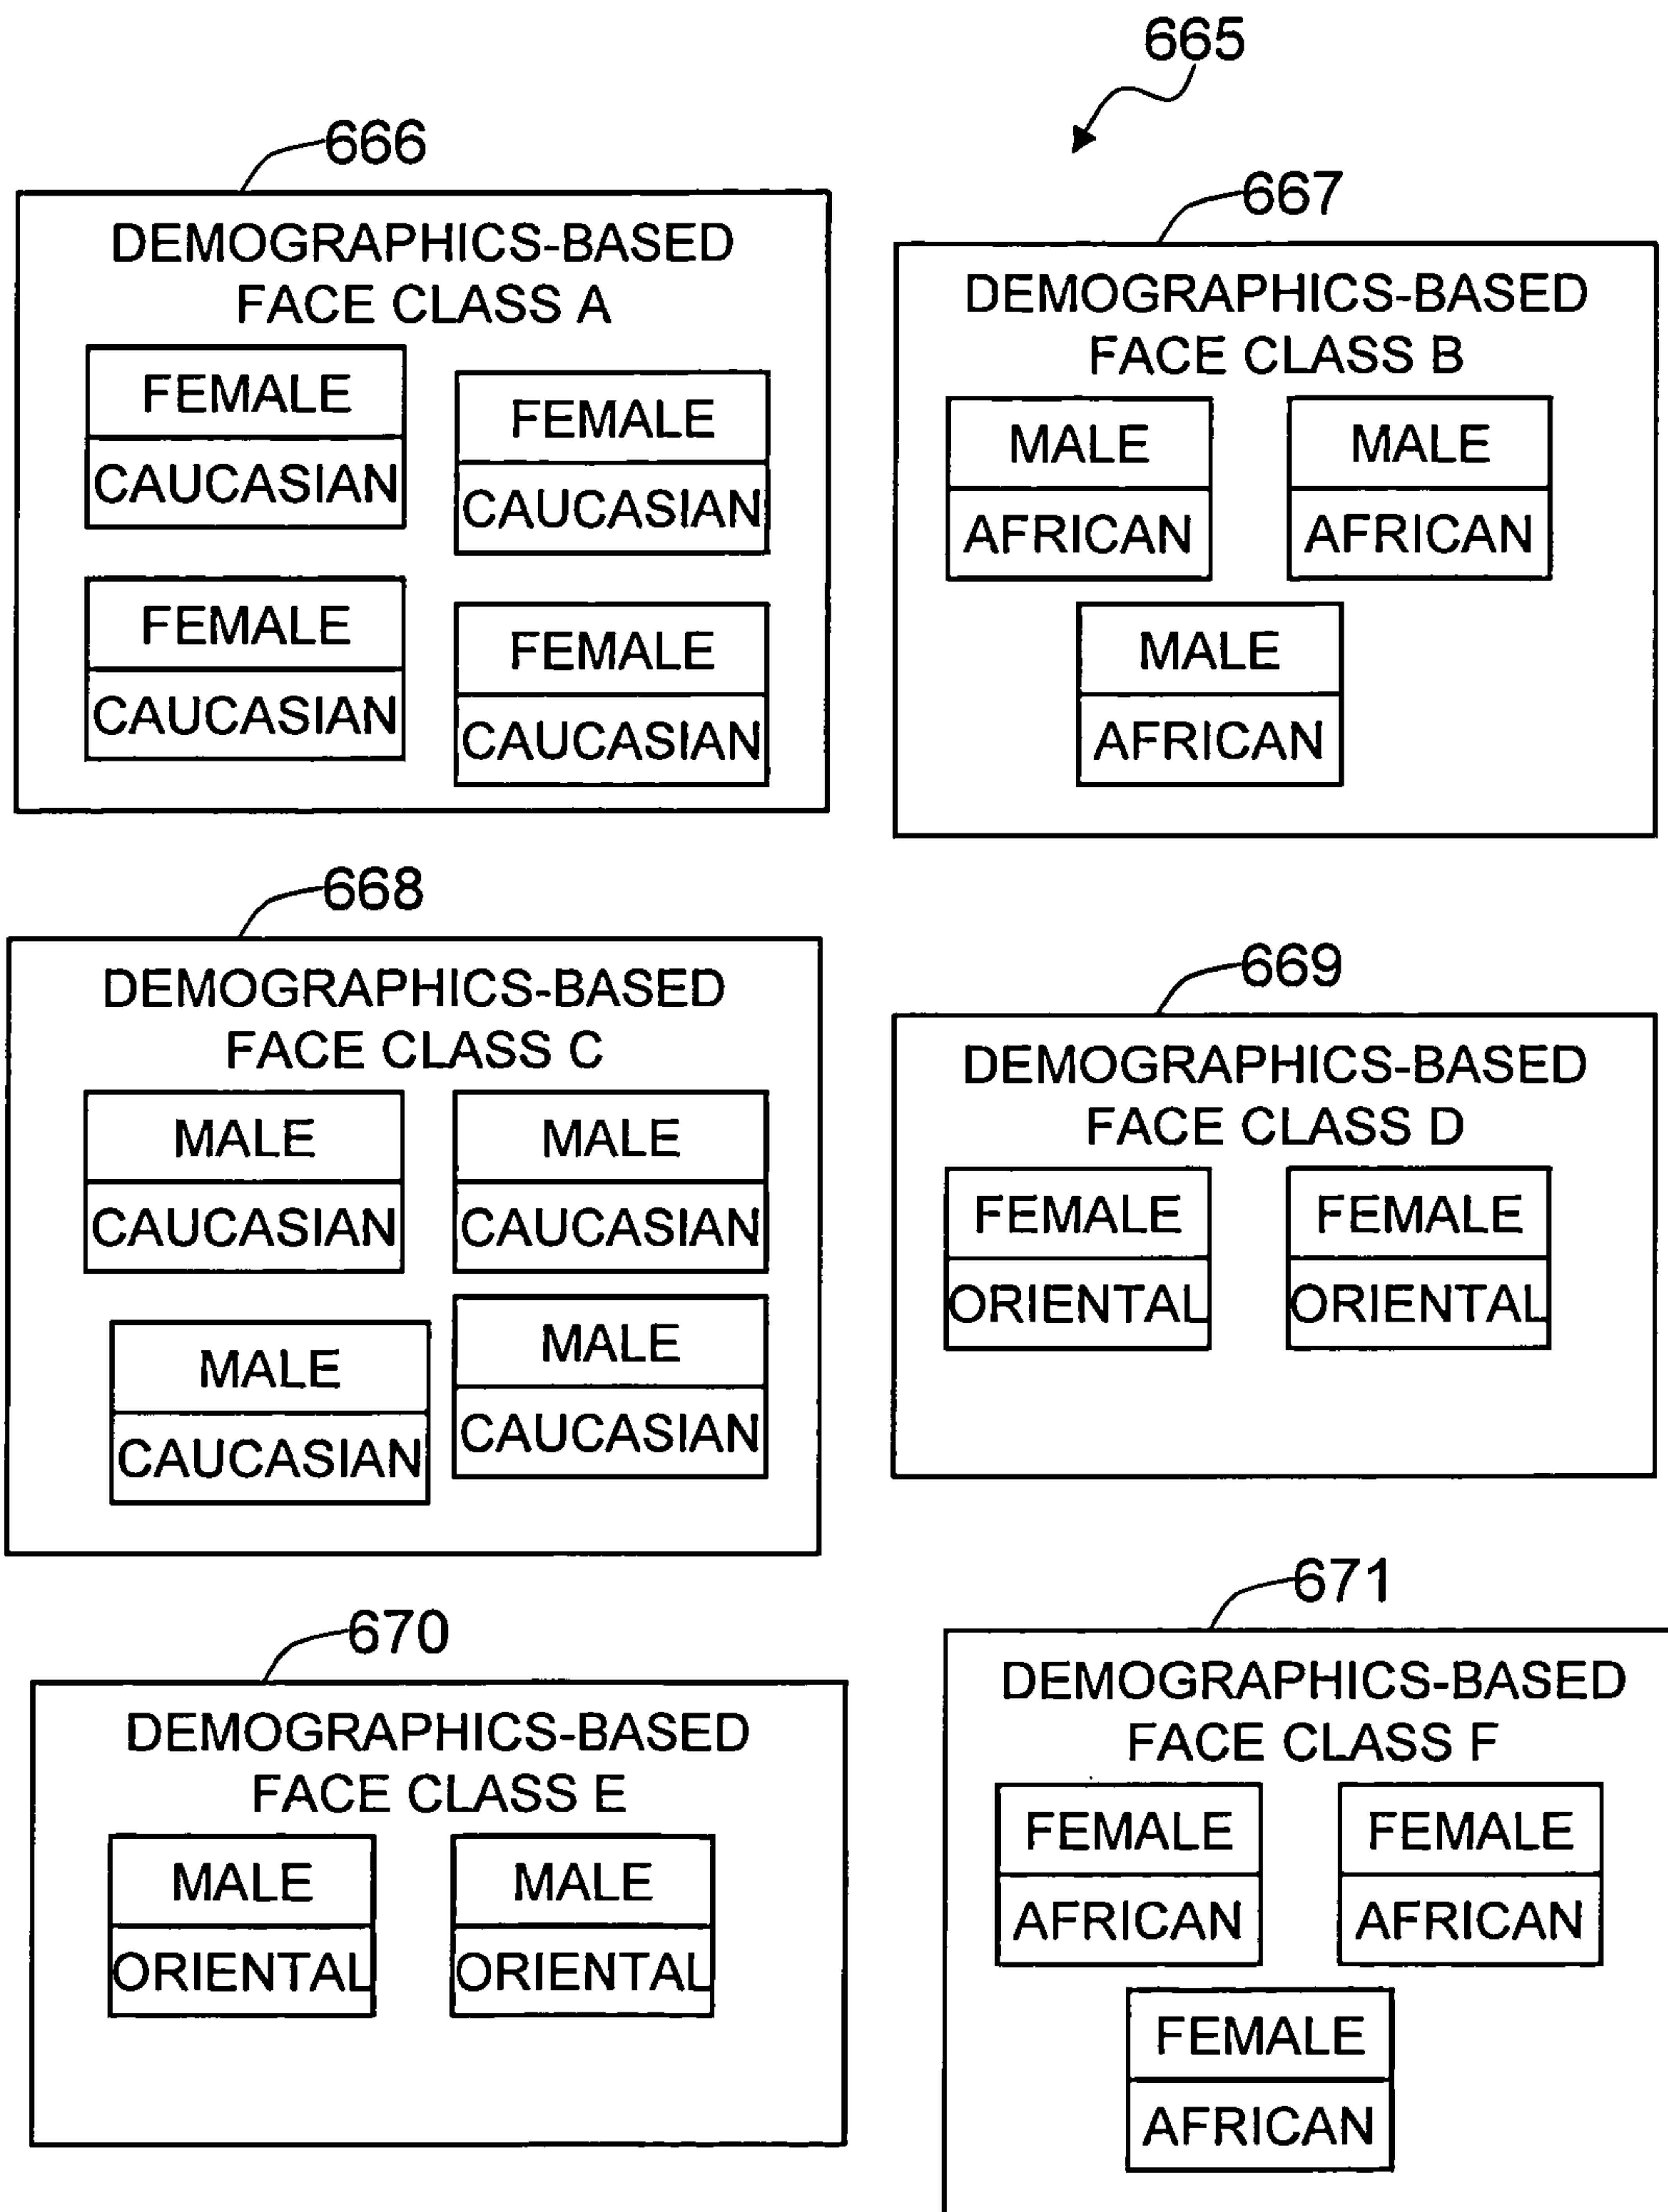 665
666
DEMOGRAPHICS-BASED
FACE CLASS A
FEMALE
CAUCASIAN
FEMALE
CAUCASIAN
FEMALE
CAUCASIAN
FEMALE
CAUCASIAN
667
DEMOGRAPHICS-BASED
FACE CLASS B
MALE
AFRICAN
MALE
AFRICAN
MALE
AFRICAN
668
DEMOGRAPHICS-BASED
FACE CLASS C
MALE
CAUCASIAN
MALE
CAUCASIAN
MALE
CAUCASIAN
MALE
CAUCASIAN
669
DEMOGRAPHICS-BASED
FACE CLASS D
FEMALE
ORIENTAL
FEMALE
ORIENTAL
670
DEMOGRAPHICS-BASED
FACE CLASS E
MALE
ORIENTAL
MALE
ORIENTAL
671
DEMOGRAPHICS-BASED
FACE CLASS F
FEMALE
AFRICAN
FEMALE
AFRICAN
FEMALE
AFRICAN